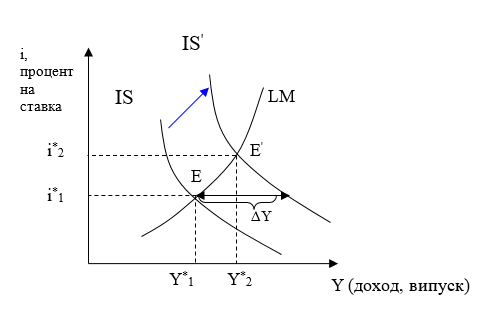 IS'
i,
процент
на
ставка
IS
LM
i*2
E'
E
i*1
ΔY
Y*1
Y*2
Y (доход, випуск)